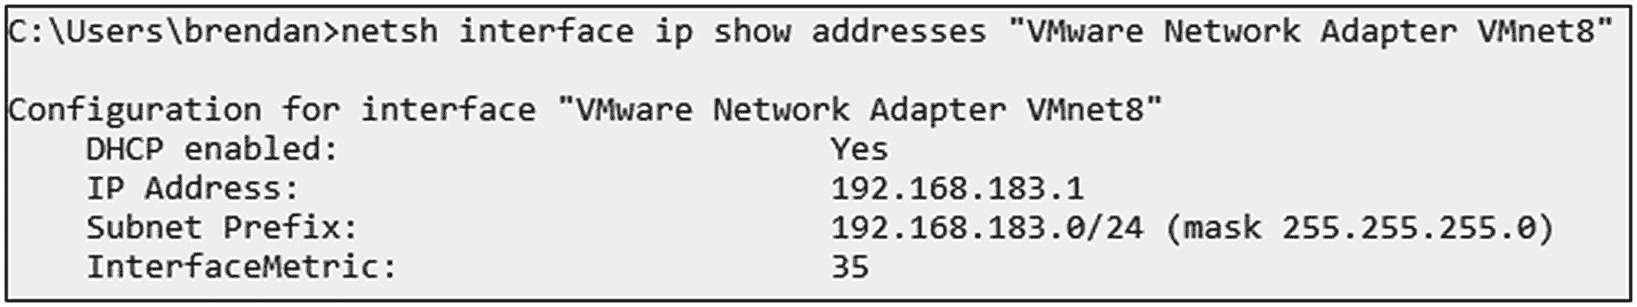 C:\Users\brendan>netsh interface ip show addresses "VMware Network Adapter VMnet8"
Configuration for interface "VMware Network Adapter VMnet8"
DHCP enabled: Yes
IP Address: 192.168.183.1
Subnet Prefix: 192.168.183.0/24 (mask 255.255.255.0)
InterfaceMetric: 35